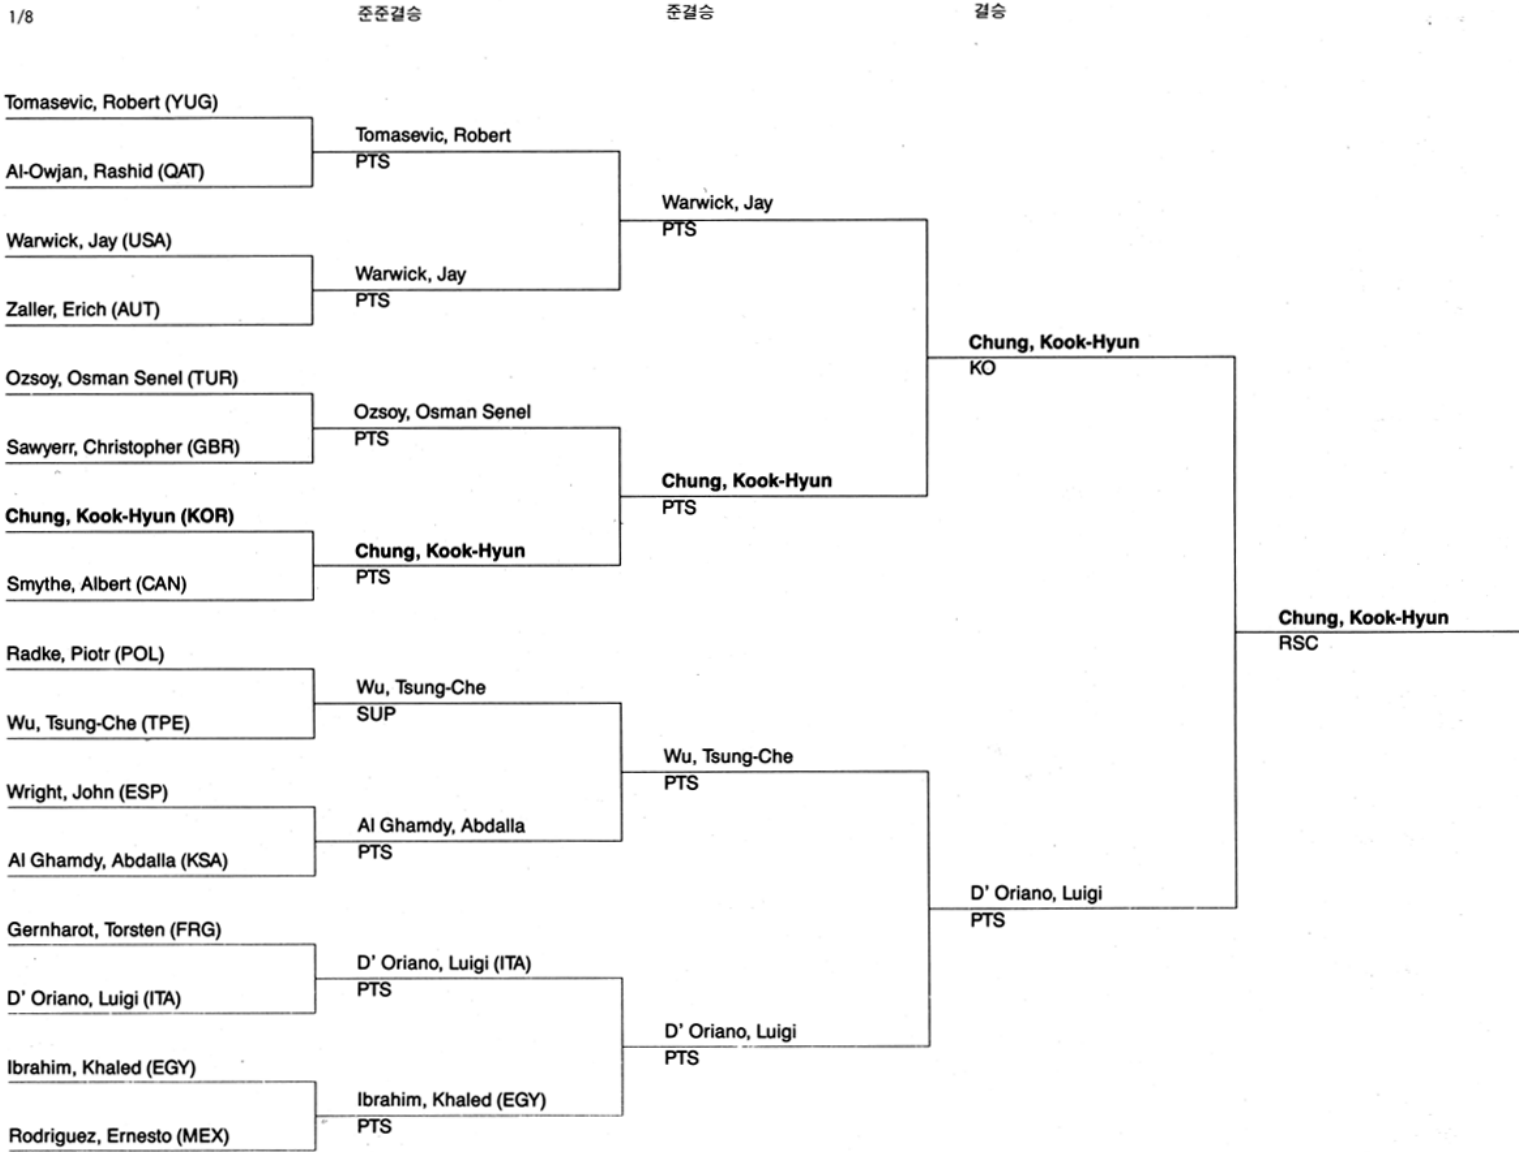 1/8
준준결승
준결승
결승
Tomasevic, Robert (YUG)
Tomasevic, Robert
PTS
Al-Owjan, Rashid (QAT)
Warwick, Jay
PTS
Warwick, Jay (USA)
Warwick, Jay
PTS
Zaller, Erich (AUT)
Chung, Kook-Hyun
KO
Ozsoy, Osman Senel (TUR)
Ozsoy, Osman Senel
PTS
Sawyerr, Christopher (GBR)
Chung, Kook-Hyun
PTS
Chung, Kook-Hyun (KOR)
Chung, Kook-Hyun
PTS
Smythe, Albert (CAN)
Chung, Kook-Hyun
RSC
Radke, Piotr (POL)
Wu, Tsung-Che
SUP
Wu, Tsung-Che (TPE)
Wu, Tsung-Che
PTS
Wright, John (ESP)
Al Ghamdy, Abdalla
PTS
Al Ghamdy, Abdalla (KSA)
D' Oriano, Luigi
PTS
Gernharot, Torsten (FRG)
D' Oriano, Luigi (ITA)
PTS
D' Oriano, Luigi (ITA)
D' Oriano, Luigi
PTS
Ibrahim, Khaled (EGY)
Ibrahim, Khaled (EGY)
PTS
Rodriguez, Ernesto (MEX)